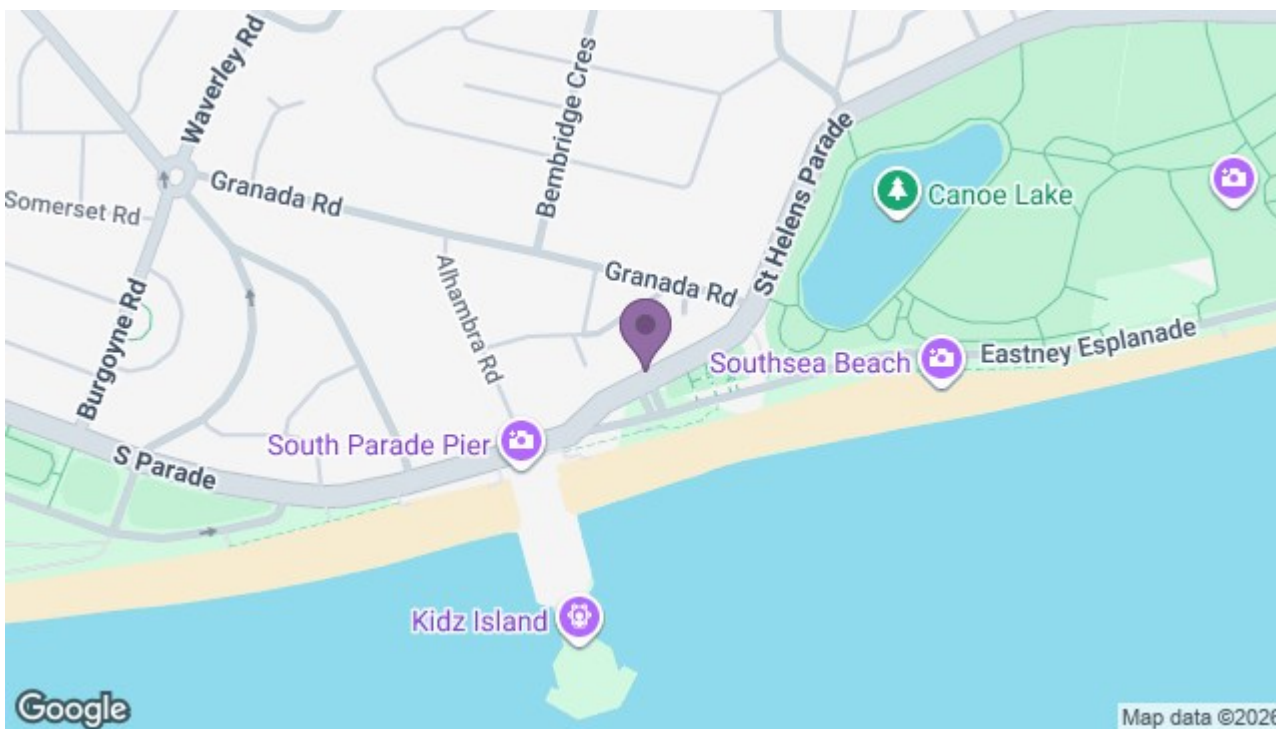 Waverley Rd
Bembridge Cres
Granada Rd
Somerset Rd
St Helens Parade
Canoe Lake
Burgoyne Rd
Alhambra Rd
Granada Rd
Southsea Beach
Eastney Esplanade
South Parade Pier
S Parade
Kidz Island
Google
Map data ©2026